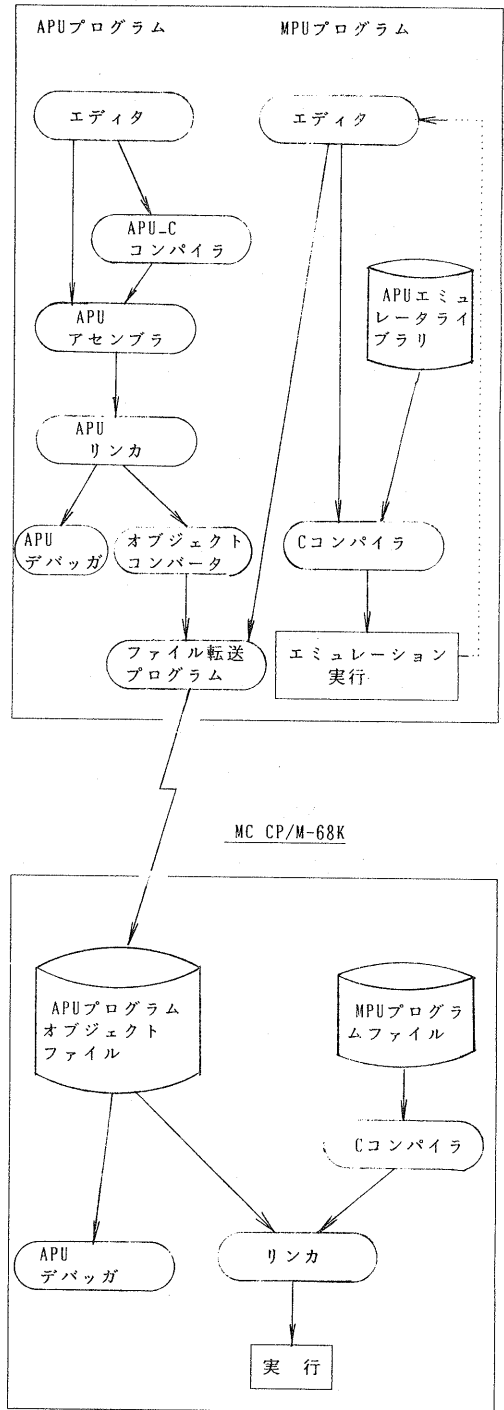 APUプログラム
MPUプログラム
エディタ
エディタ
APU_C
コンパイラ
APUエミュ
レータライ
ブラリ
APU
アセンブラ
APU
リンカ
APU
デバッガ
オブジェクト
コンバータ
Cコンパイラ
ファイル転送
プログラム
エミュレーション
実行
MC CP/M-68K
APUプログラム
オブジェクト
ファイル
MPUプログラ
ムファイル
Cコンパイラ
APU
デバッガ
リンカ
実 行